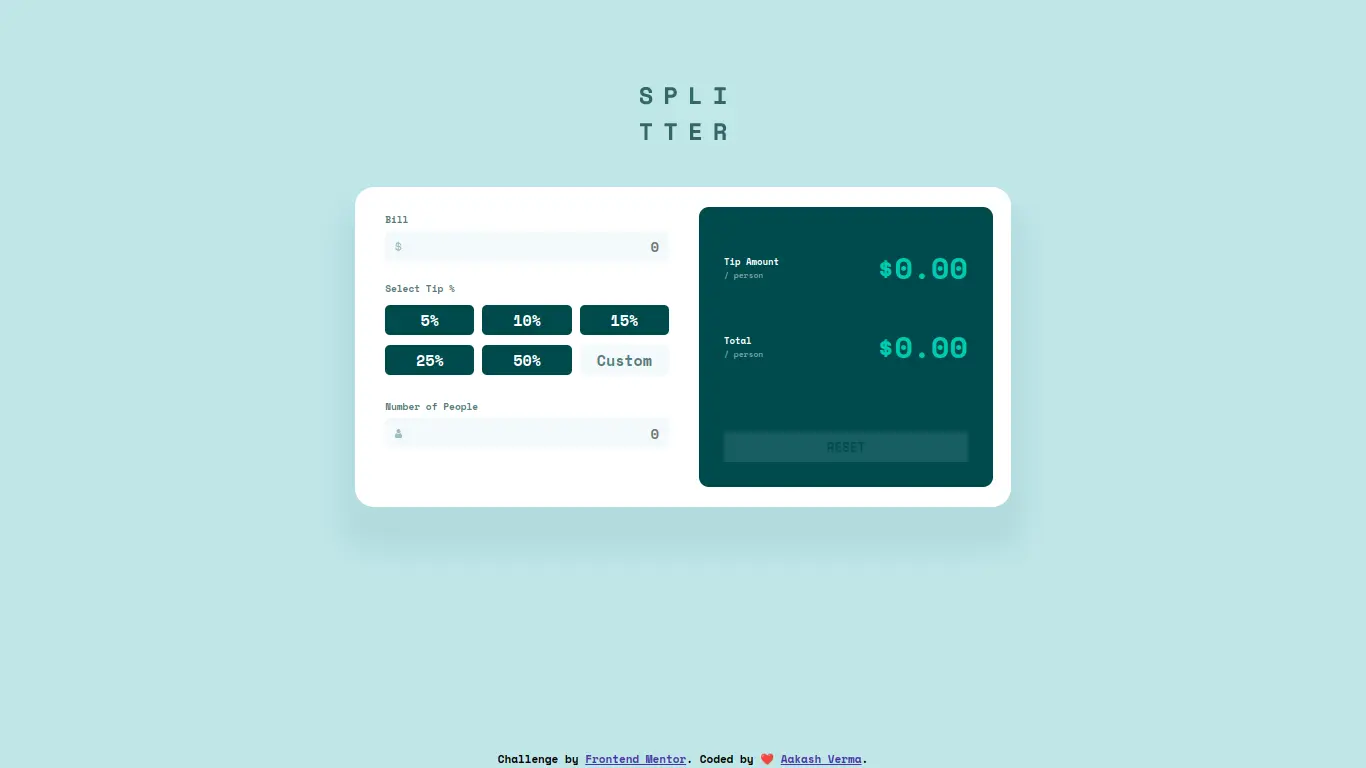 SPLI
TTER
Bill
$ 0
Select Tip %
5% 10% 15%
25% 50% Custom
Number of People
0
Tip Amount
/ person
$0.00
Total
/ person
$0.00
RESET
Challenge by Frontend Mentor. Coded by ❤️ Aakash Verma.